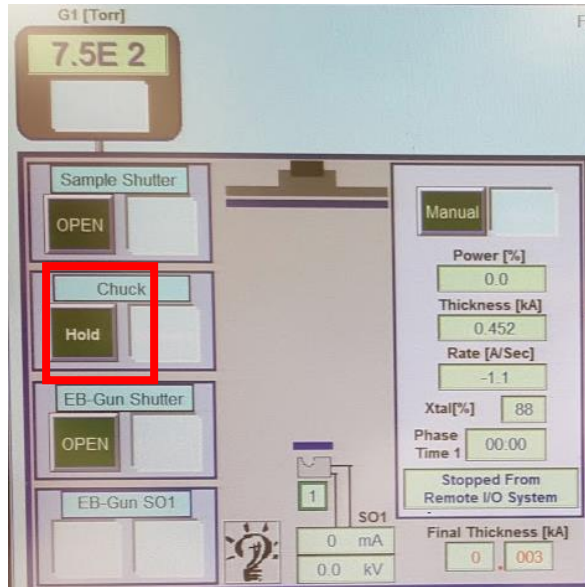 G1 [Torr]
F
7.5E 2
Sample Shutter
OPEN
Chuck
Hold
EB-Gun Shutter
OPEN
EB-Gun SO1
Manual
Power [%]
0.0
Thickness [kA]
0.452
Rate [A/Sec]
-1.1
Xtal[%] 88
Phase
Time 1 00:00
Stopped From
Remote I/O System
1
SO1
0 mA
0.0 kV
Final Thickness [kA]
0 . 003